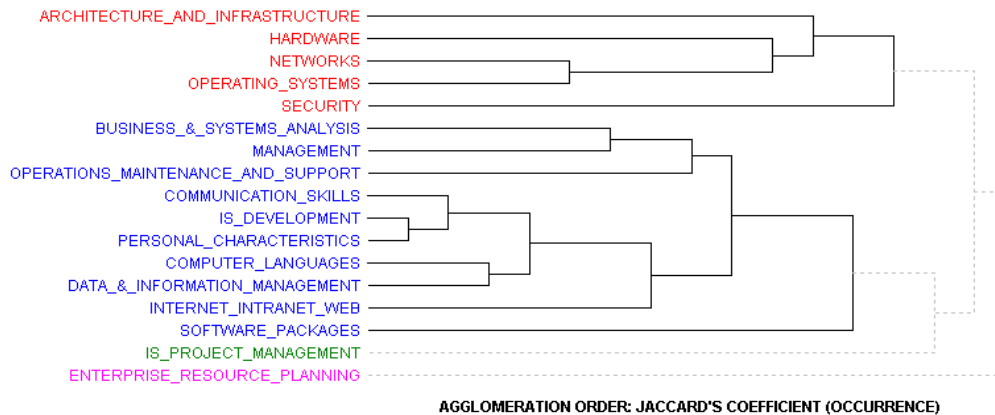 ARCHITECTURE_AND_INFRASTRUCTURE
HARDWARE
NETWORKS
OPERATING_SYSTEMS
SECURITY
BUSINESS_&_SYSTEMS_ANALYSIS
MANAGEMENT
OPERATIONS_MAINTENANCE_AND_SUPPORT
COMMUNICATION_SKILLS
IS_DEVELOPMENT
PERSONAL_CHARACTERISTICS
COMPUTER_LANGUAGES
DATA_&_INFORMATION_MANAGEMENT
INTERNET_INTRANET_WEB
SOFTWARE_PACKAGES
IS_PROJECT_MANAGEMENT
ENTERPRISE_RESOURCE_PLANNING
AGGLOMERATION ORDER: JACCARD'S COEFFICIENT (OCCURRENCE)